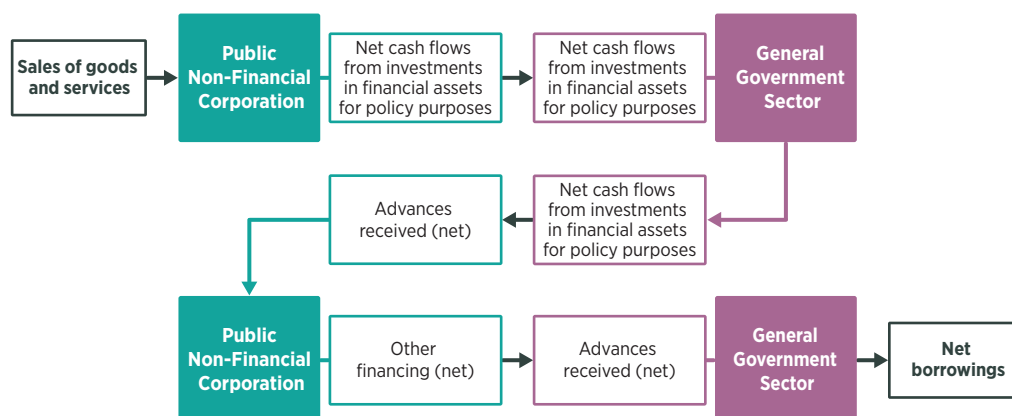 Sales of goods
and services
Public
Non-Financial
Corporation
Net cash flows
from investments
in financial assets
for policy purposes
Net cash flows
from investments
in financial assets
for policy purposes
General
Government
Sector
Advances
received (net)
Net cash flows
from investments
in financial assets
for policy purposes
Public
Non-Financial
Corporation
Other
financing (net)
Advances
received (net)
General
Government
Sector
Net
borrowings